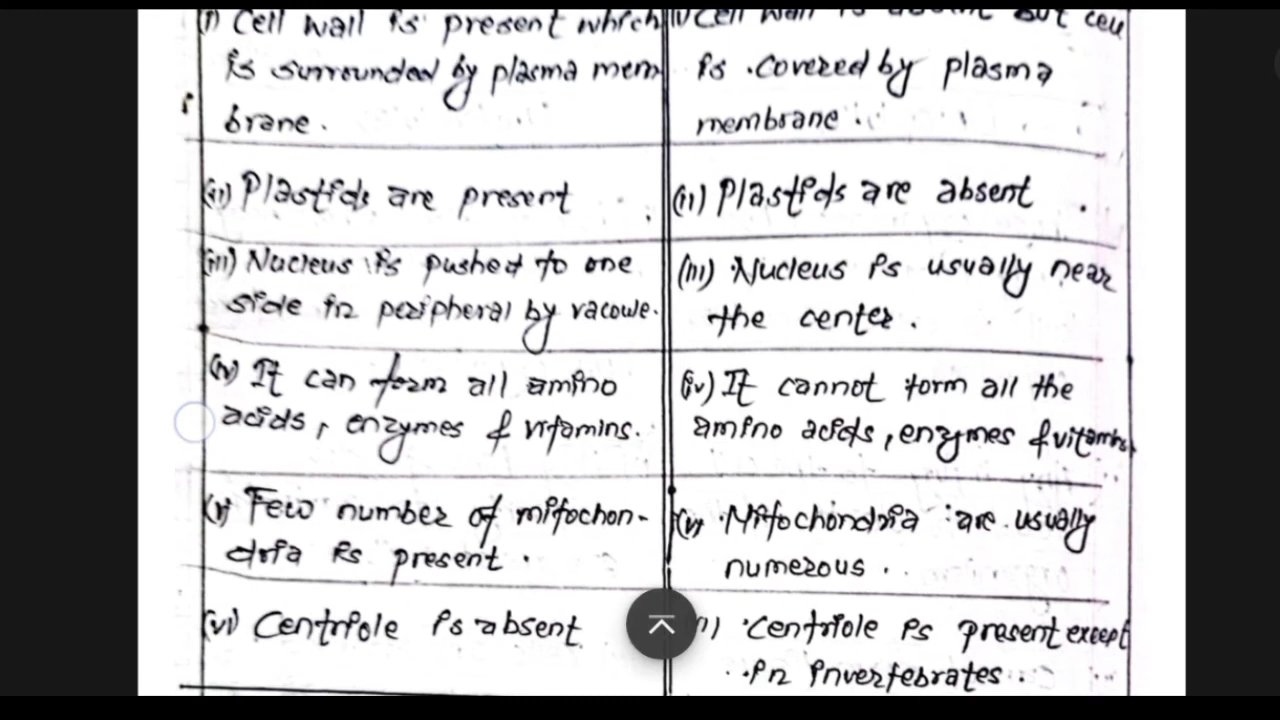 (i) Cell wall is present which
is surrounded by plasma mem
brane.
(ii) Plastids are present
(iii) Nucleus is pushed to one
side in peripheral by vacoule.
(iv) It can form all amino
acids, enzymes & vitamins.
(v) Few number of mitochon-
dria is present.
(vi) Centriole is absent
Cell wall is absent But cell
is covered by plasma
membrane.
(ii) Plastids are absent.
(iii) Nucleus is usually near
the center.
(iv) It cannot form all the
amino acids, enzymes & vitamins.
(v) Mitochondria are usually
numerous.
Centriole is present except
in invertebrates.